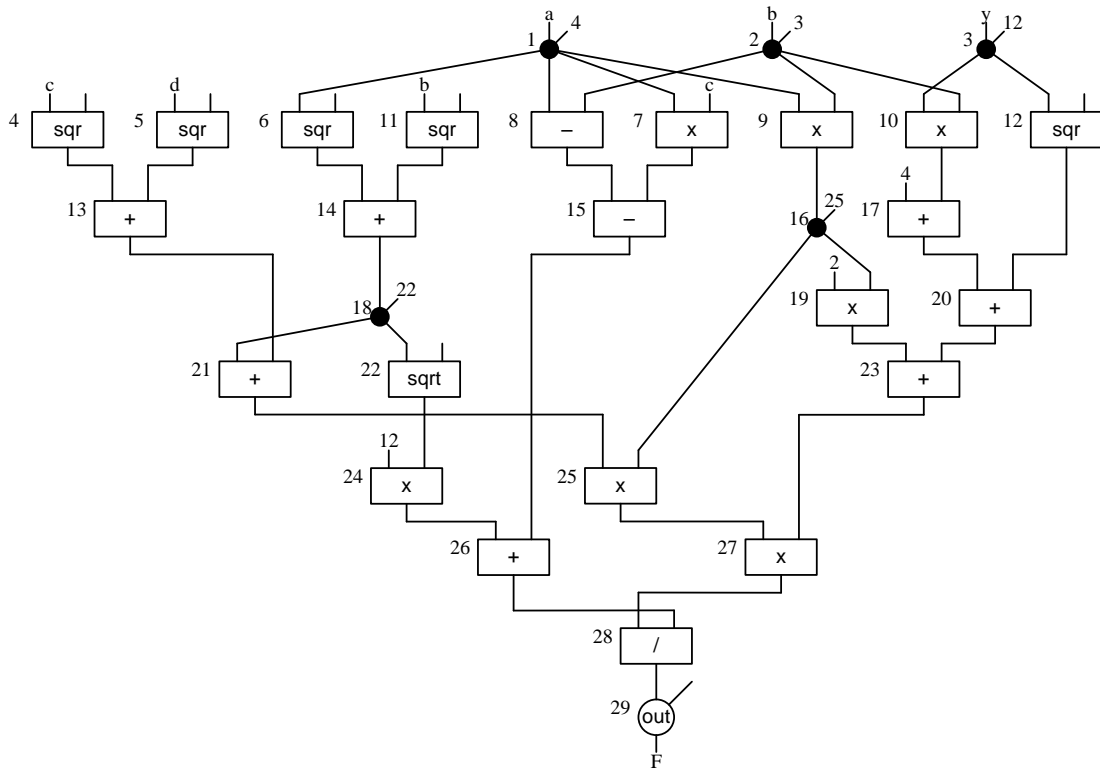 a b y
1 4 2 3 3 12
c d b c
4 sqr 5 sqr 6 sqr 11 sqr 8 – 7 x 9 x 10 x 12 sqr
4 25
13 + 14 + 15 – 16 17 +
2
18 22 19 x 20 +
21 + 22 sqrt 23 +
12
24 x 25 x
26 + 27 x
28 /
29 out
F